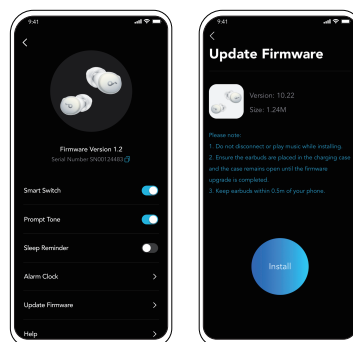 9:41
Firmware Version 1.2
Serial Number SN00124483
Smart Switch
Prompt Tone
Sleep Reminder
Alarm Clock
Update Firmware
Help
9:41
Update Firmware
Version: 10.22
Size: 1.24M
Please note:
1. Do not disconnect or play music while installing.
2. Ensure the earbuds are placed in the charging case
and the case remains open until the firmware
upgrade is completed.
3. Keep earbuds within 0.5m of your phone.
Install